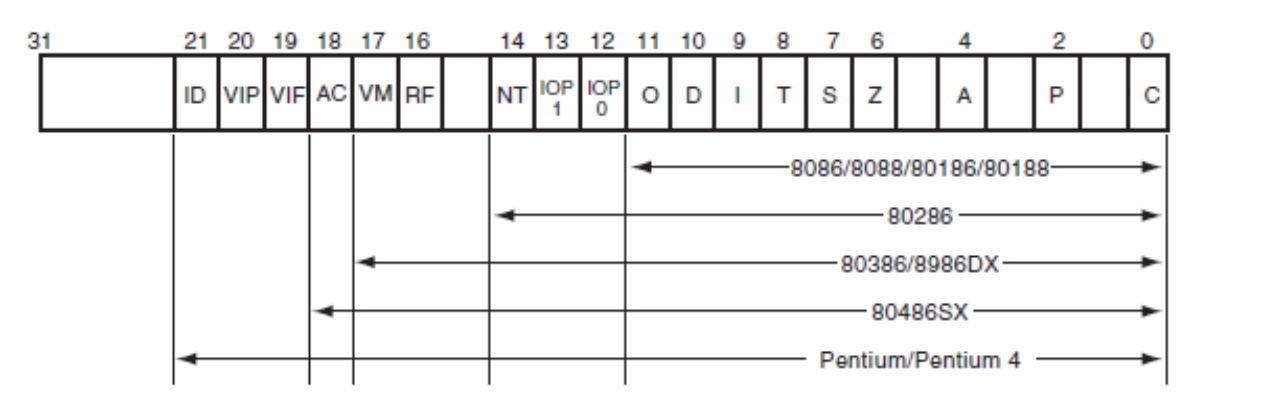 31 21 20 19 18 17 16 14 13 12 11 10 9 8 7 6 4 2 0
ID VIP VIF AC VM RF NT IOP 1 IOP 0 O D I T S Z A P C
8086/8088/80186/80188
80286
80386/8986DX
80486SX
Pentium/Pentium 4